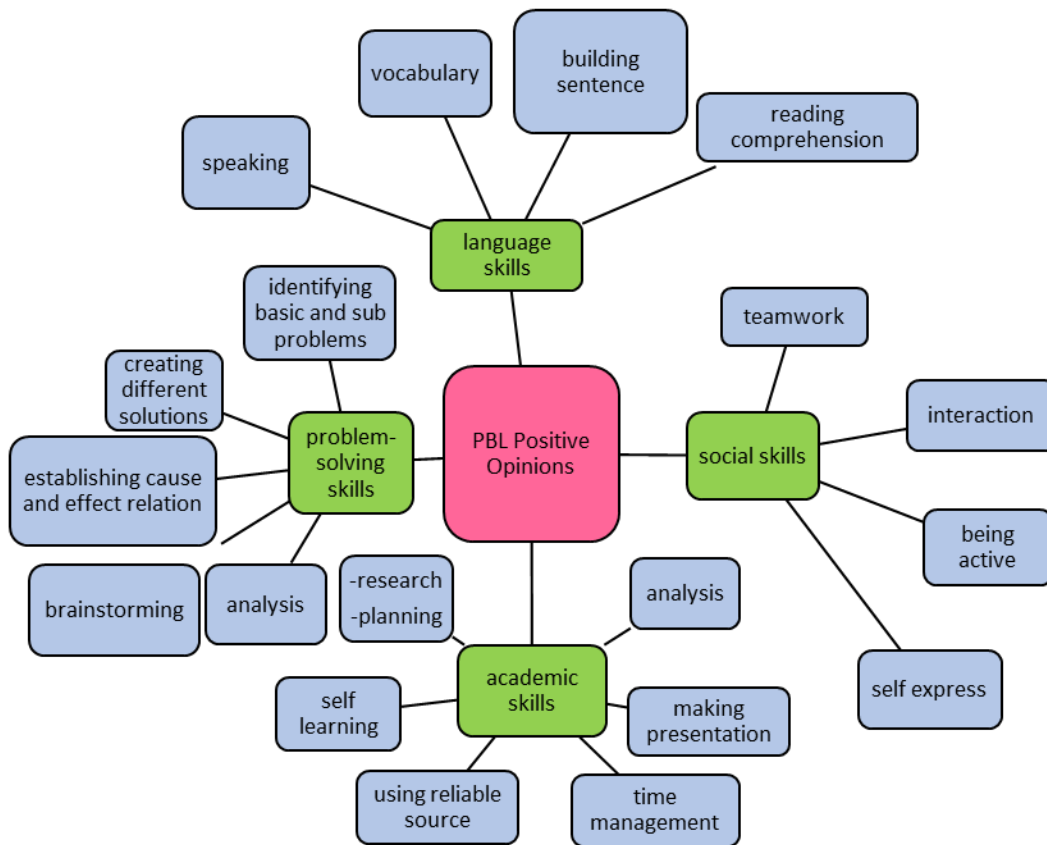 building
sentence
vocabulary
reading
comprehension
speaking
language
skills
identifying
basic and sub
problems
teamwork
creating
different
solutions
interaction
problem-
solving
skills
PBL Positive
Opinions
social skills
establishing cause
and effect relation
being
active
-research
-planning
analysis
brainstorming
analysis
self express
academic
skills
self
learning
making
presentation
using reliable
source
time
management